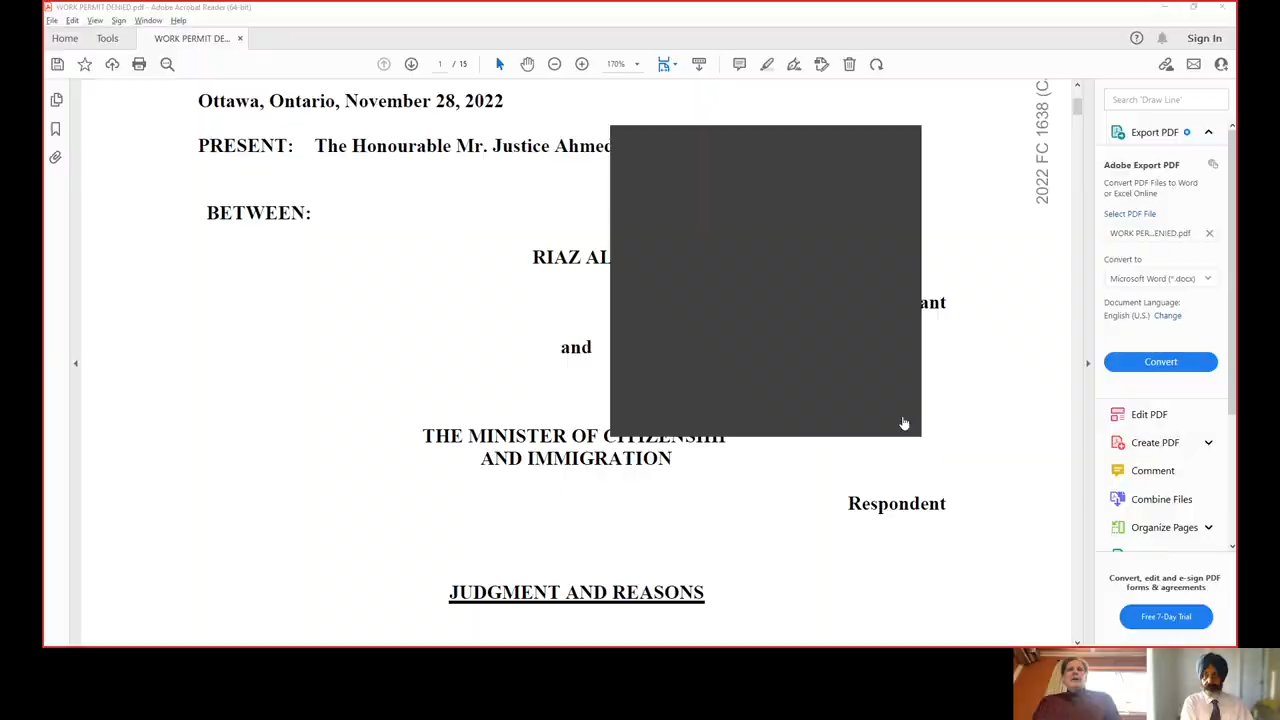 WORK PERMIT DENIED.pdf - Adobe Acrobat Reader (64-bit)
File Edit View Sign Window Help
Home Tools WORK PERMIT DE... × Sign In
1 / 15 170%
Ottawa, Ontario, November 28, 2022
PRESENT: The Honourable Mr. Justice Ahmed
BETWEEN:
RIAZ AL
ant
and
THE MINISTER OF CITIZENSHI
AND IMMIGRATION
Respondent
JUDGMENT AND REASONS
2022 FC 1638 (C
Search 'Draw Line'
Export PDF
Adobe Export PDF
Convert PDF Files to Word
or Excel Online
Select PDF File
WORK PER...ENIED.pdf ×
Convert to
Microsoft Word (*.docx)
Document Language:
English (U.S.) Change
Convert
Edit PDF
Create PDF
Comment
Combine Files
Organize Pages
Convert, edit and e-sign PDF
forms & agreements
Free 7-Day Trial